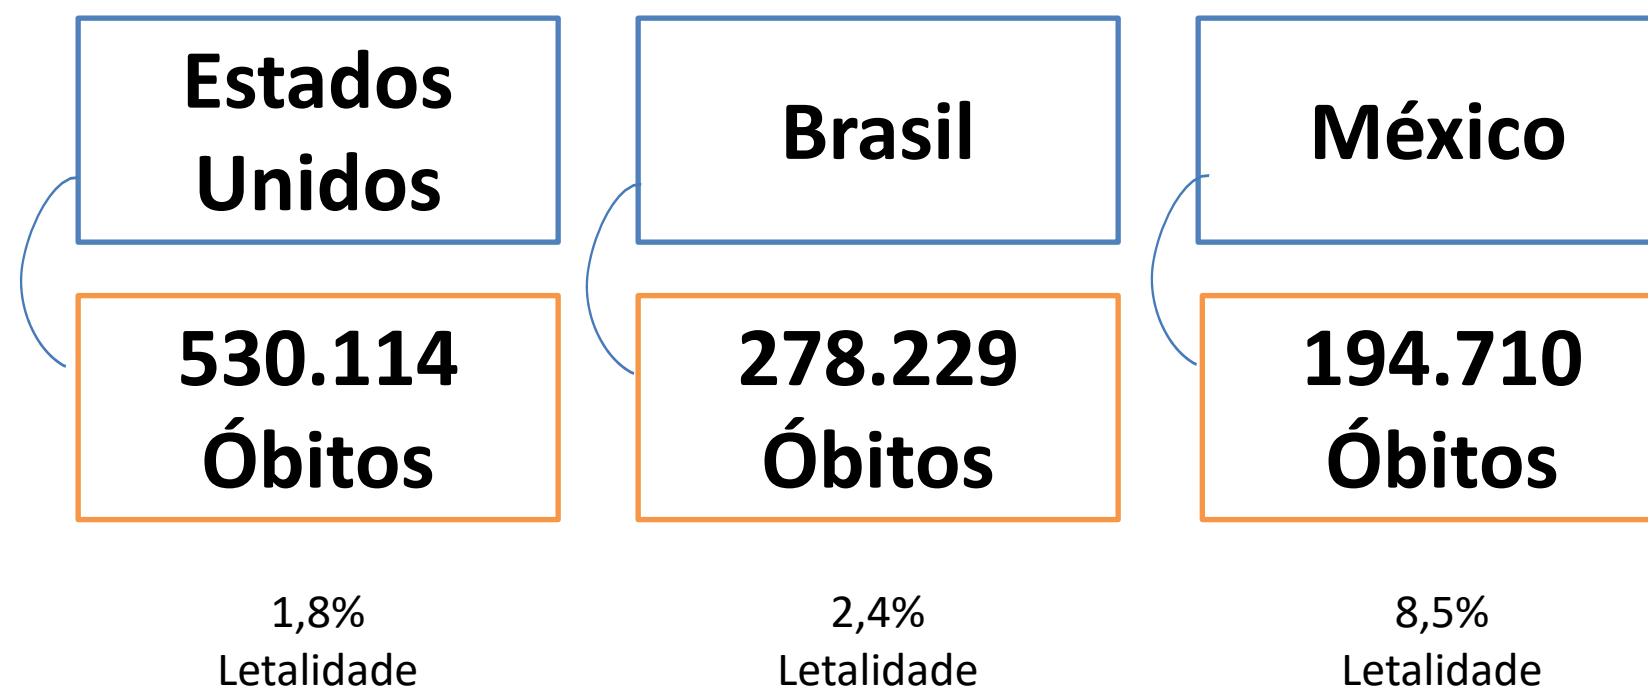 Estados
Unidos
Brasil
México
530.114
Óbitos
278.229
Óbitos
194.710
Óbitos
1,8%
Letalidade
2,4%
Letalidade
8,5%
Letalidade